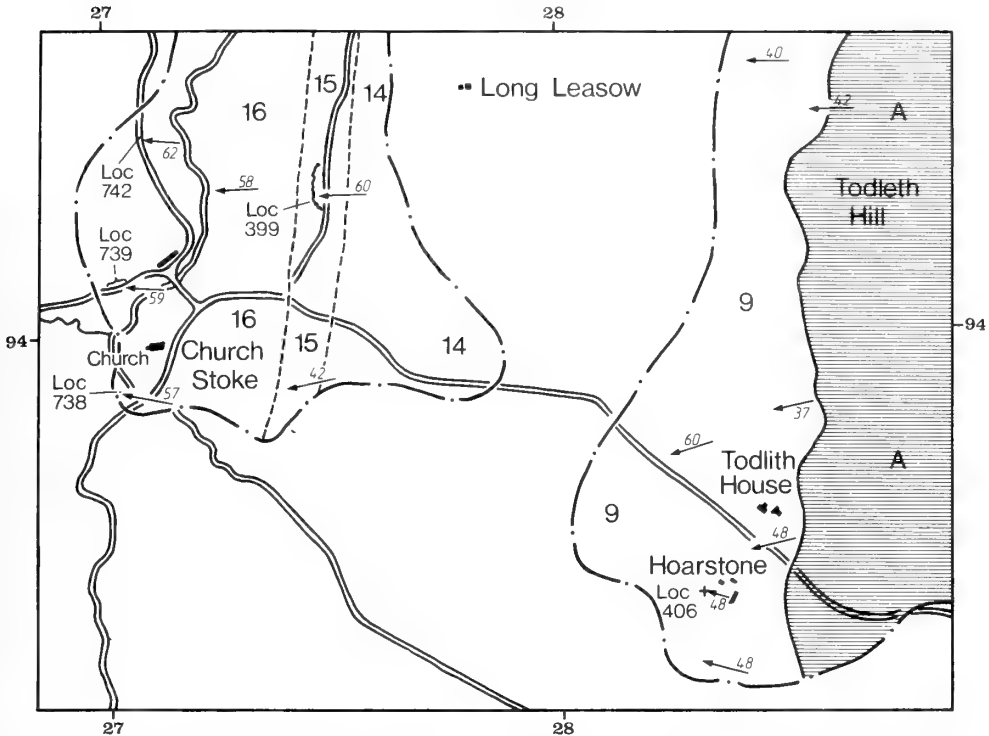 27
28
40
15
14
Long Leasow
42
A
16
62
Loc
742
58
60
Loc
399
Todleth
Hill
Loc
739
59
9
16
94
94
Church
Church
Stoke
15
14
42
Loc
738
57
37
60
A
Todlith
House
9
48
Hoarstone
Loc
406
48
48
27
28